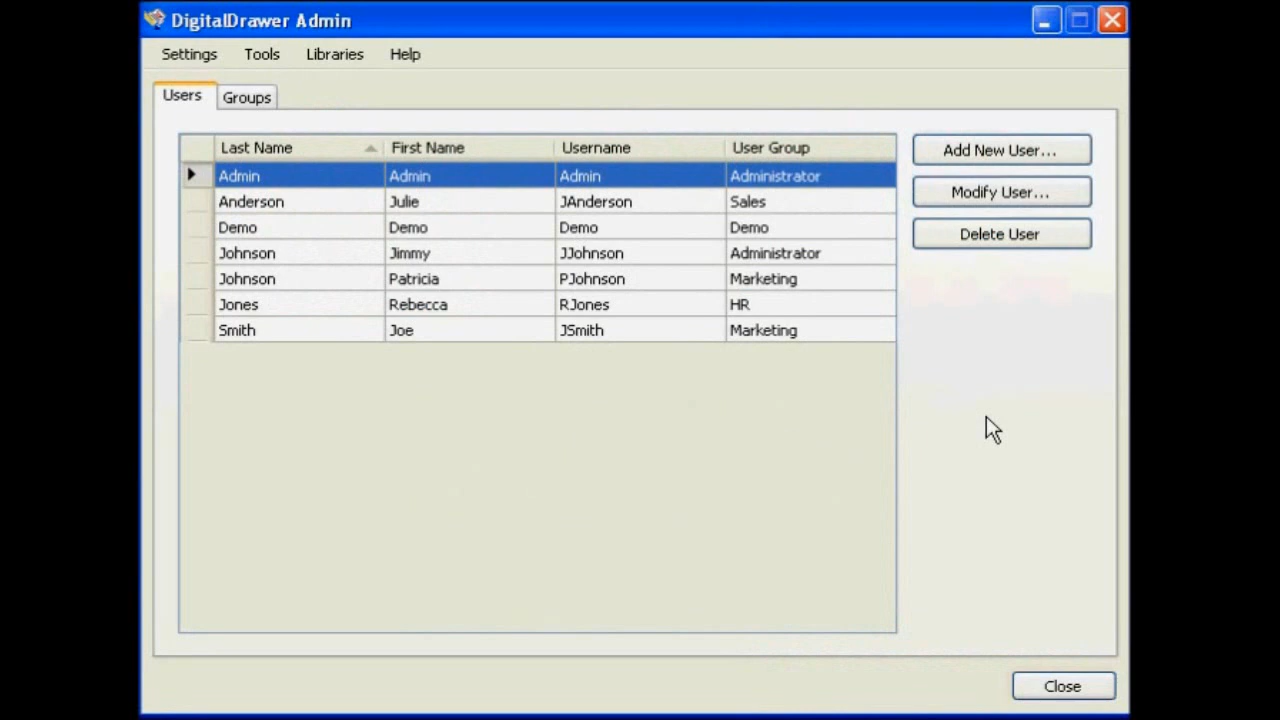 DigitalDrawer Admin
Settings Tools Libraries Help
Users Groups
Last Name First Name Username User Group
Admin Admin Admin Administrator
Anderson Julie JAnderson Sales
Demo Demo Demo Demo
Johnson Jimmy JJohnson Administrator
Johnson Patricia PJohnson Marketing
Jones Rebecca RJones HR
Smith Joe JSmith Marketing
Add New User...
Modify User...
Delete User
Close